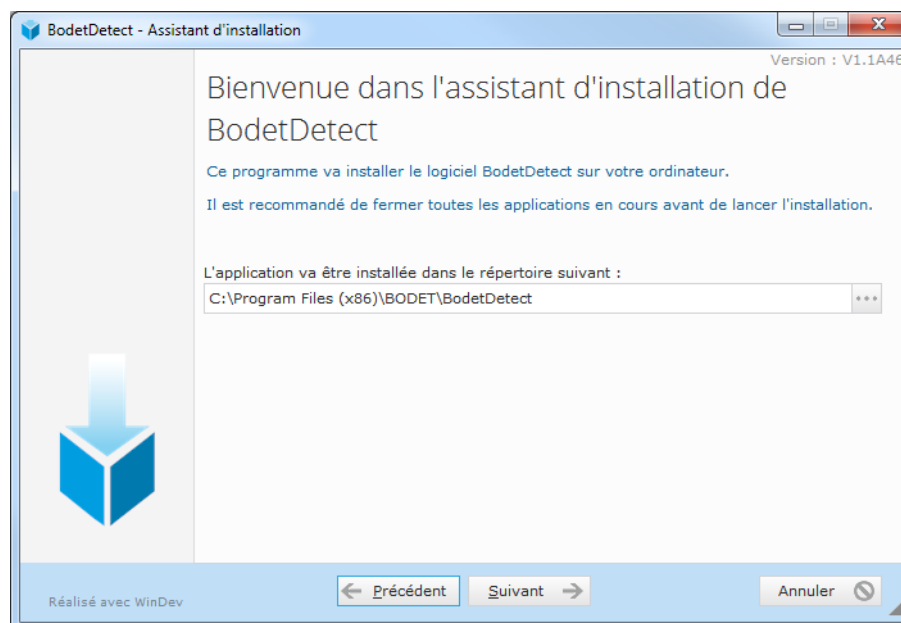 BodetDetect - Assistant d'installation
Version : V1.1A46
Bienvenue dans l'assistant d'installation de
BodetDetect
Ce programme va installer le logiciel BodetDetect sur votre ordinateur.
Il est recommandé de fermer toutes les applications en cours avant de lancer l'installation.
L'application va être installée dans le répertoire suivant :
C:\Program Files (x86)\BODET\BodetDetect
Réalisé avec WinDev
Précédent
Suivant
Annuler